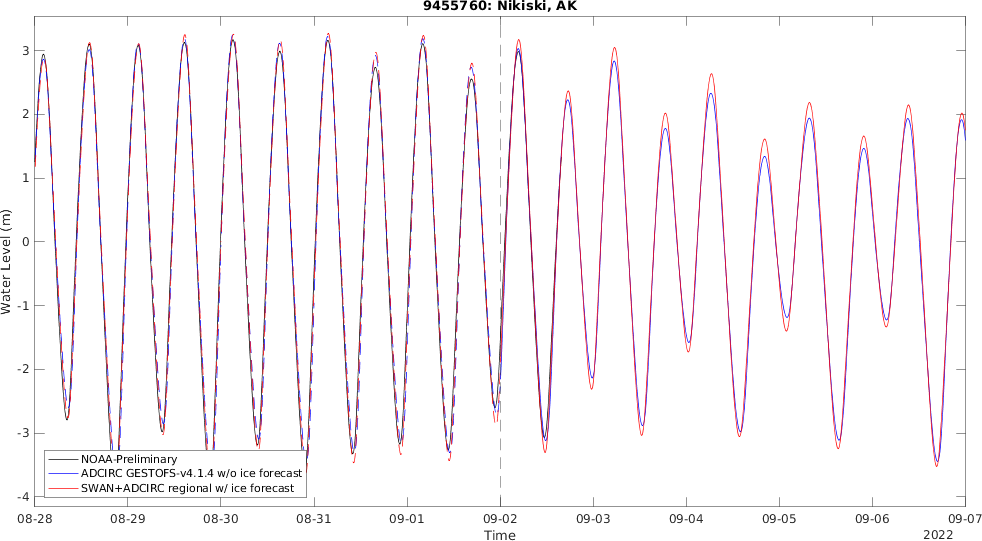 9455760: Nikiski, AK
Water Level (m)
3
2
1
0
-1
-2
-3
-4
NOAA-Preliminary
ADCIRC GESTOFS-v4.1.4 w/o ice forecast
SWAN+ADCIRC regional w/ ice forecast
08-28 08-29 08-30 08-31 09-01 09-02 09-03 09-04 09-05 09-06 09-07
Time
2022